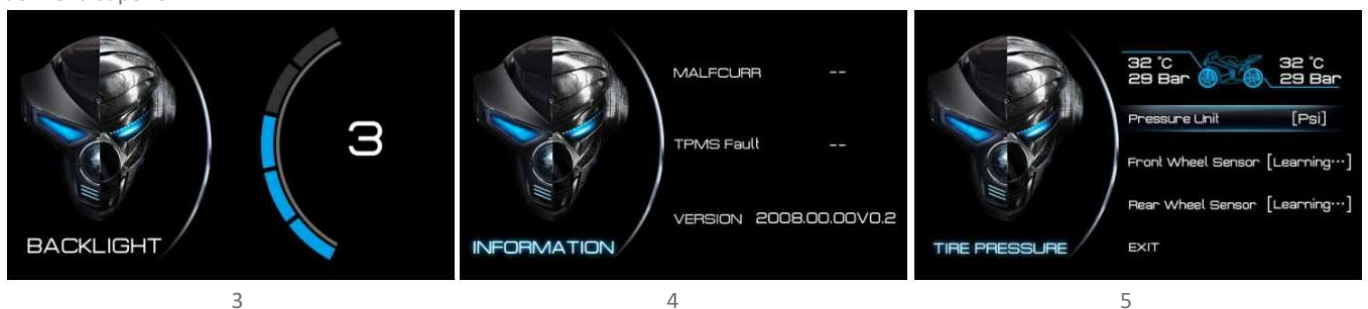 3
BACKLIGHT
MALFCURR --
TPMS Fault --
VERSION 2008.00.00V0.2
INFORMATION
32 °C 32 °C
29 Bar 29 Bar
Pressure Unit [Psi]
Front Wheel Sensor [Learning···]
Rear Wheel Sensor [Learning···]
TIRE PRESSURE EXIT
3 4 5